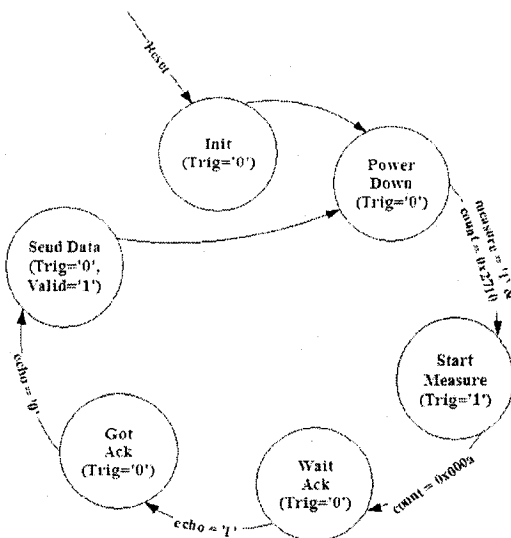 Reset
Init
(Trig='0')
Power
Down
(Trig='0')
measure = '1' &
count = 0x2710
Send Data
(Trig='0',
Valid='1')
Start
Measure
(Trig='1')
echo = '0'
Got
Ack
(Trig='0')
Wait
Ack
(Trig='0')
count = 0x000a
echo = '1'